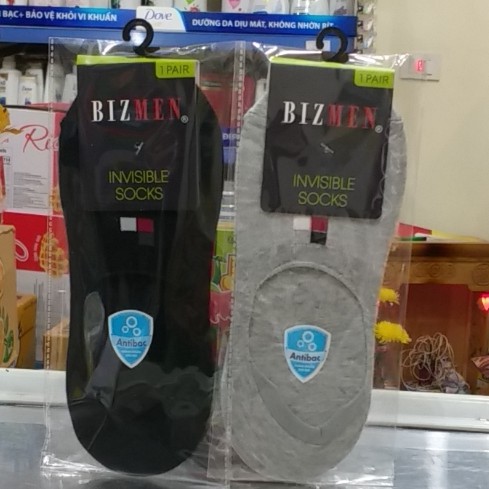 BẠC+ BẢO VỆ KHỎI VI KHUẨN
Dove
DƯỠNG DA DỊU MÁT, KHÔNG NHỜN RÍT
1 PAIR
BIZMEN®
INVISIBLE
SOCKS
Antibac
1 PAIR
BIZMEN®
INVISIBLE
SOCKS
Antibac